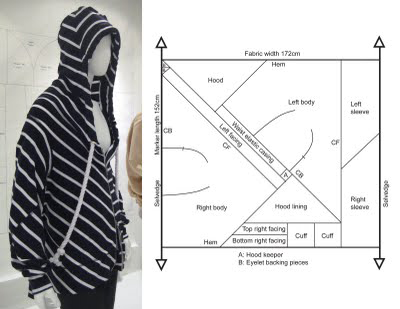 Fabric width 172cm
Hem
Hood
Left body
Left
sleeve
Marker length 152cm
Waist elastic casing
Left facing
CB
CF
CF
CB
A
Selvedge
Right body
Hood lining
Right
sleeve
Selvedge
Top right facing
Bottom right facing
Cuff
Cuff
Hem
A: Hood keeper
B: Eyelet backing pieces